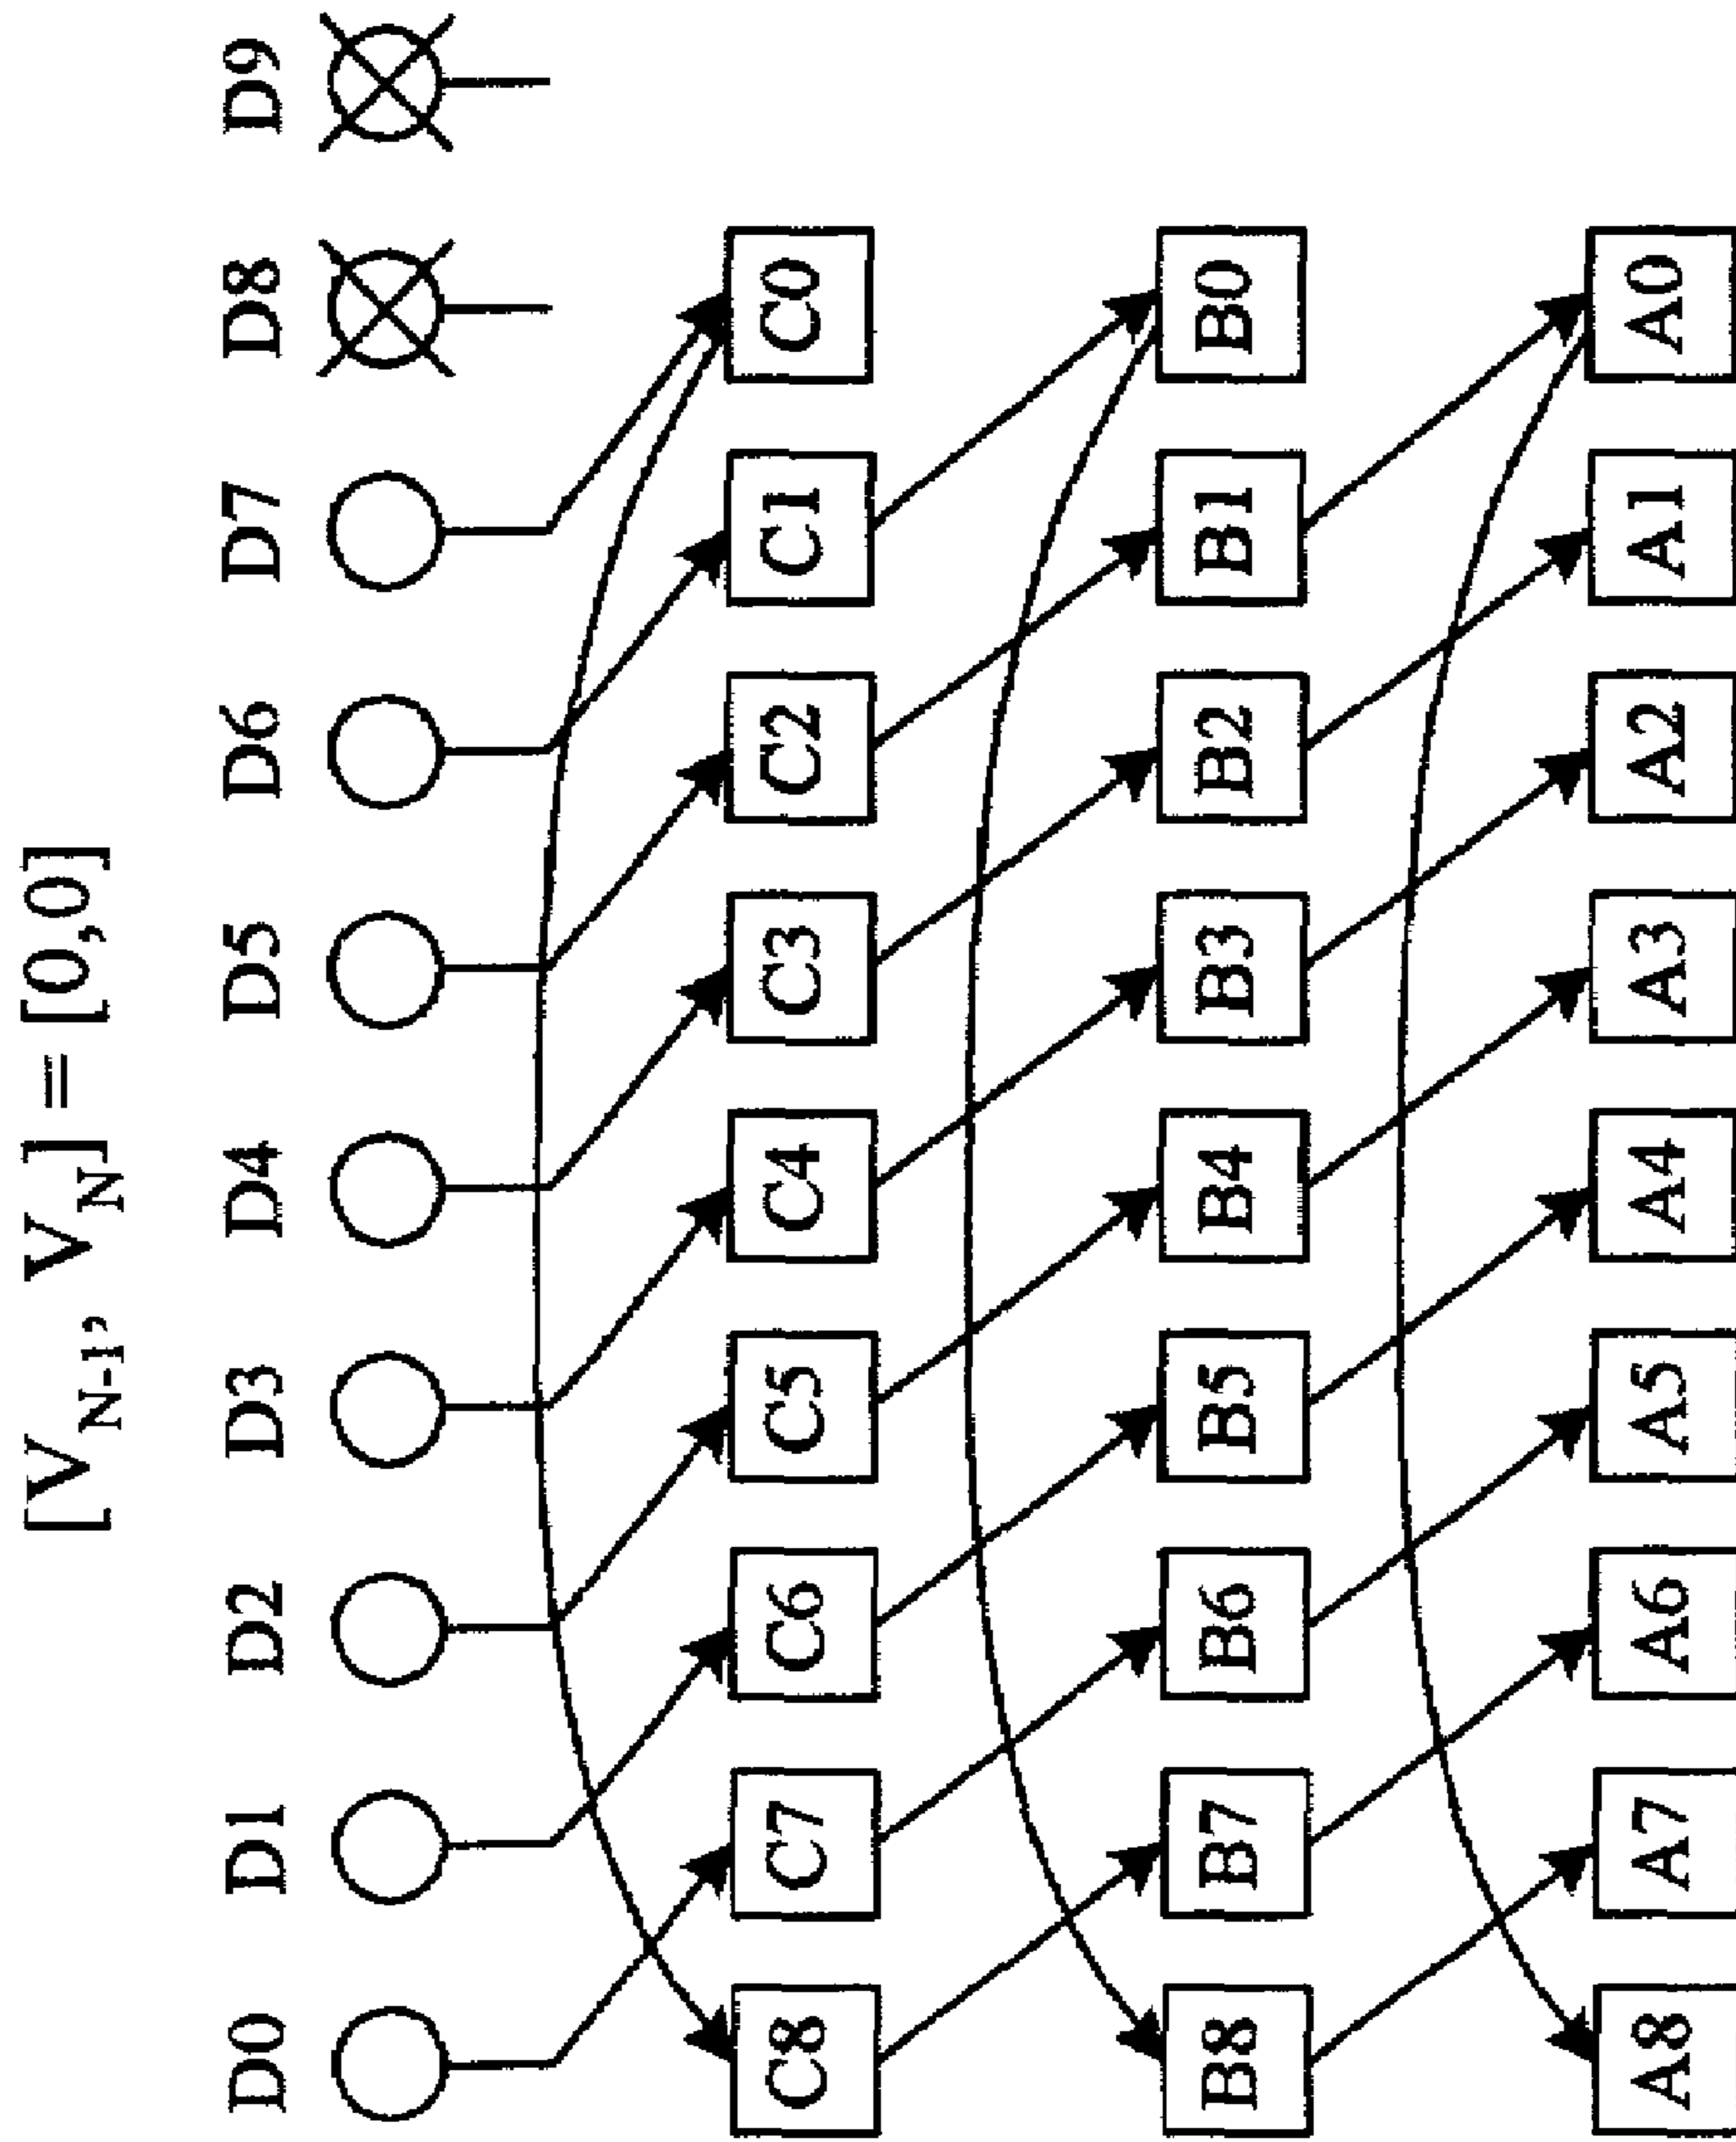 [V N-1, V N] = [0,0]
D0 D1 D2 D3 D4 D5 D6 D7 D8 D9
C8 C7 C6 C5 C4 C3 C2 C1 C0
B8 B7 B6 B5 B4 B3 B2 B1 B0
A8 A7 A6 A5 A4 A3 A2 A1 A0